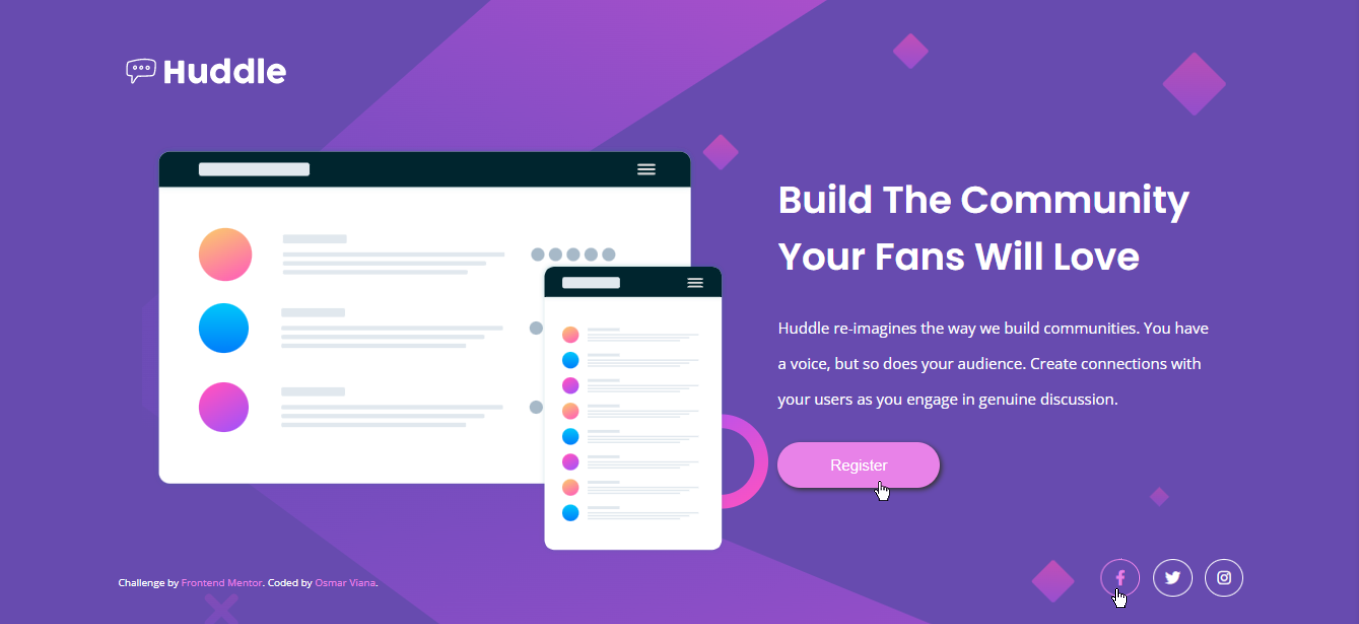 Huddle
Build The Community
Your Fans Will Love
Huddle re-imagines the way we build communities. You have
a voice, but so does your audience. Create connections with
your users as you engage in genuine discussion.
Register
Challenge by Frontend Mentor. Coded by Osmar Viana.